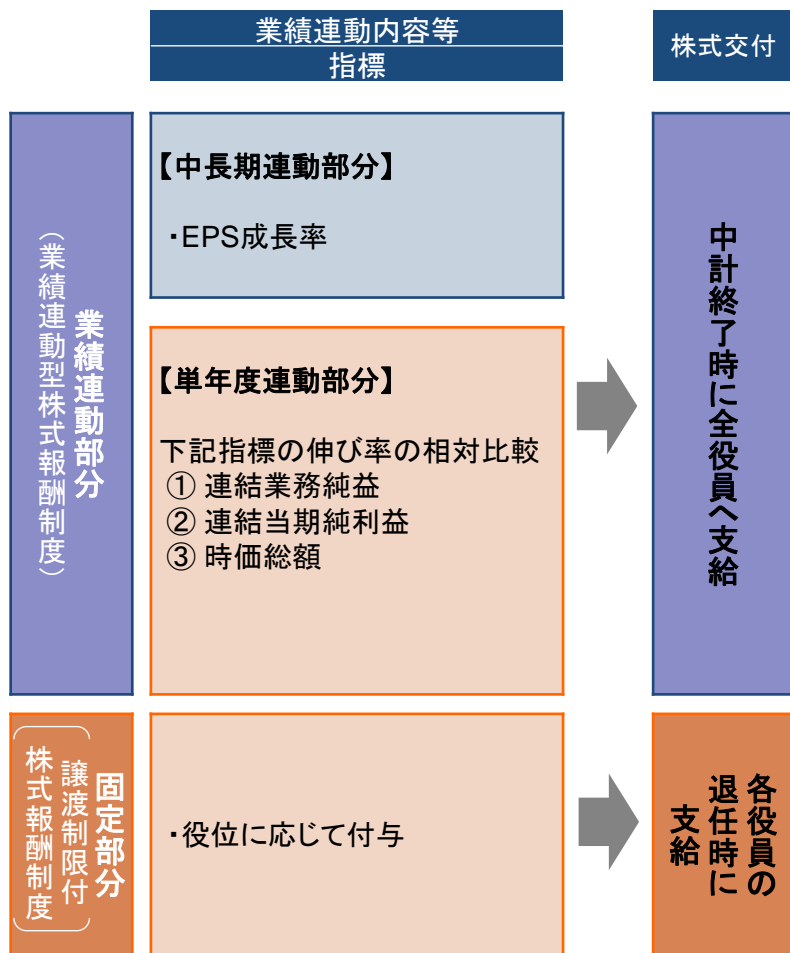 業績連動内容等
指標
株式交付
業績連動部分
（業績連動型株式報酬制度）
【中長期連動部分】
・EPS成長率
【単年度連動部分】
下記指標の伸び率の相対比較
① 連結業務純益
② 連結当期純利益
③ 時価総額
中計終了時に全役員へ支給
固定部分
譲渡制限付
株式報酬制度
・役位に応じて付与
各役員の
退任時に
支給